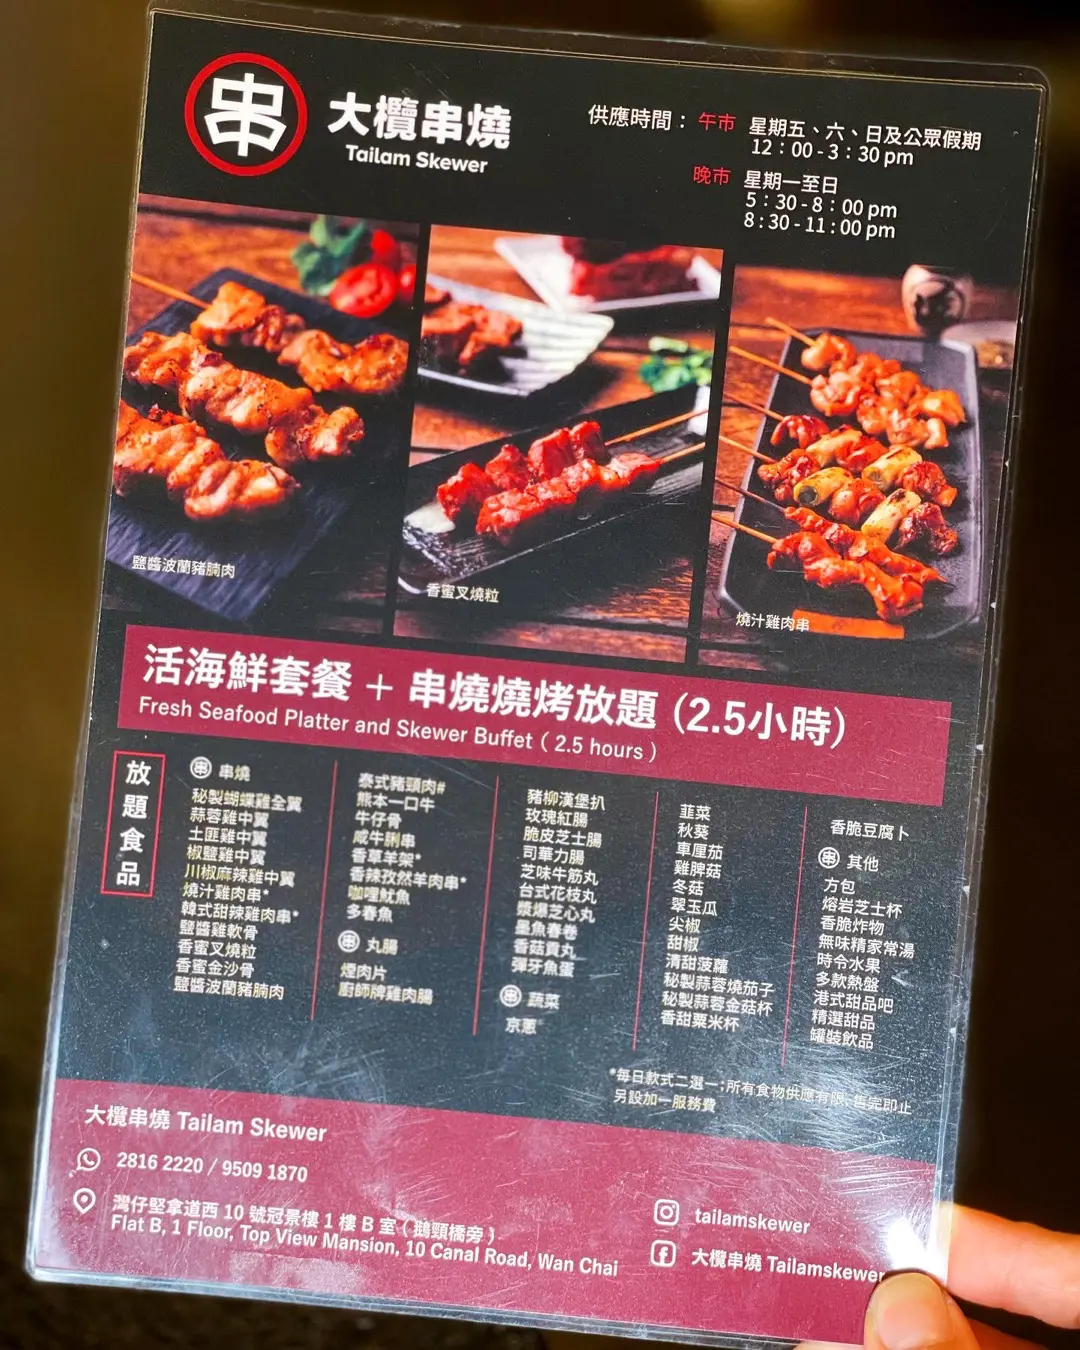 串
大欖串燒
Tailam Skewer
供應時間： 午市 星期五、六、日及公眾假期
12：00 - 3：30 pm
晚市 星期一至日
5：30 - 8：00 pm
8:30 - 11:00 pm
鹽醬波蘭豬腩肉
香蜜叉燒粒
燒汁雞肉串
活海鮮套餐 + 串燒燒烤放題 (2.5小時)
Fresh Seafood Platter and Skewer Buffet ( 2.5 hours )
放題食品
串 串燒
秘製蝴蝶雞全翼
蒜蓉雞中翼
土匪雞中翼
椒鹽雞中翼
川椒麻辣雞中翼
燒汁雞肉串*
韓式甜辣雞肉串*
鹽醬雞軟骨
香蜜叉燒粒
香蜜金沙骨
鹽醬波蘭豬腩肉
泰式豬頸肉#
熊本一口牛
牛仔骨
咸牛脷串
香草羊架*
香辣孜然羊肉串*
咖哩魷魚
多春魚
串 丸腸
煙肉片
廚師牌雞肉腸
豬柳漢堡扒
玫瑰紅腸
脆皮芝士腸
司華力腸
芝味牛筋丸
台式花枝丸
漿爆芝心丸
墨魚春卷
香菇貢丸
彈牙魚蛋
串 蔬菜
京蔥
韮菜
秋葵
車厘茄
雞脾菇
冬菇
翠玉瓜
尖椒
甜椒
清甜菠蘿
秘製蒜蓉燒茄子
秘製蒜蓉金菇杯
香甜粟米杯
香脆豆腐卜
串 其他
方包
熔岩芝士杯
香脆炸物
無味精家常湯
時令水果
多款熱盤
港式甜品吧
精選甜品
罐裝飲品
*每日款式二選一;所有食物供應有限,售完即止
另設加一服務費
大欖串燒 Tailam Skewer
2816 2220 / 9509 1870
灣仔堅拿道西 10 號冠景樓 1 樓 B 室 ( 鵝頸橋旁 )
Flat B, 1 Floor, Top View Mansion, 10 Canal Road, Wan Chai
tailamskewer
大欖串燒 Tailamskewer